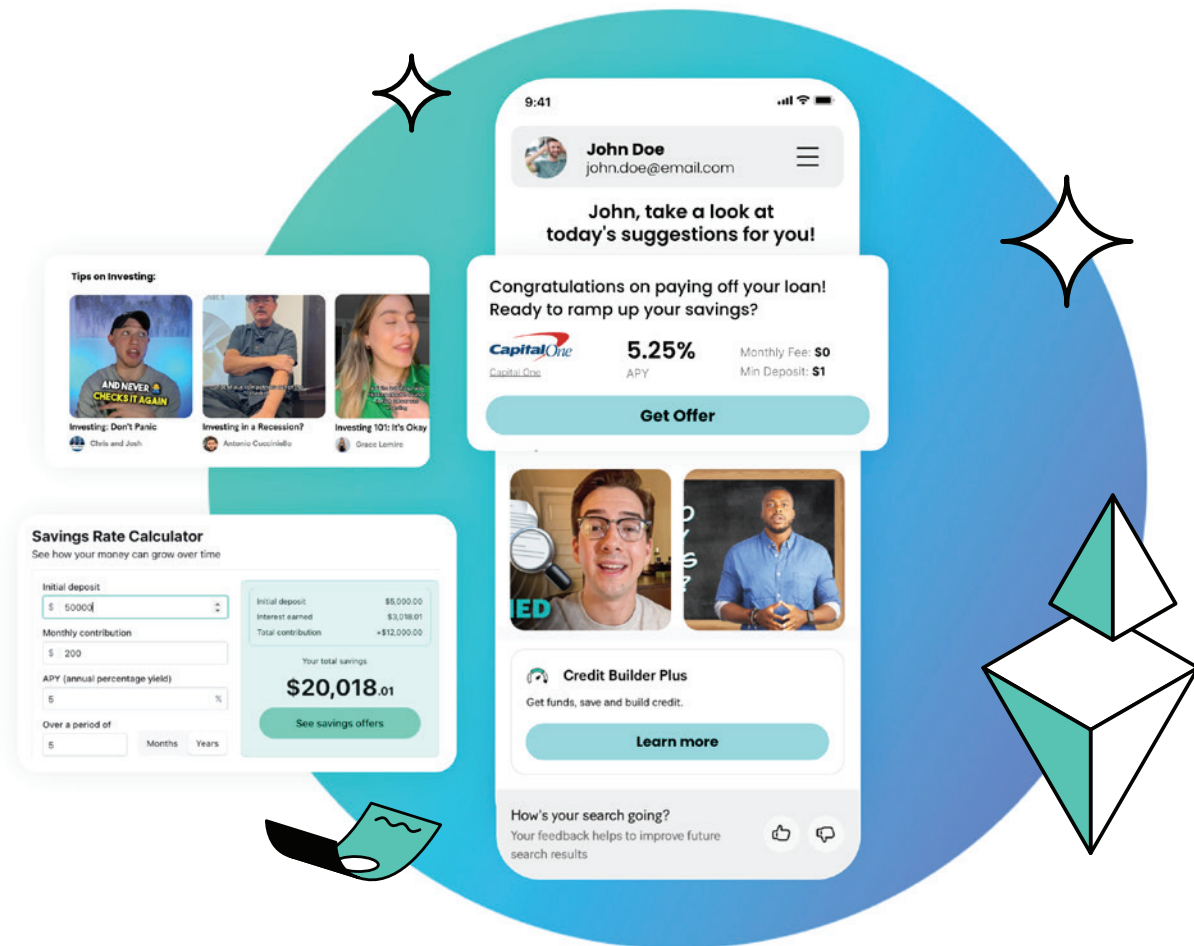 9:41
John Doe
john.doe@email.com
John, take a look at
today's suggestions for you!
Tips on Investing:
AND NEVER
CHECKS IT AGAIN
Investing: Don't Panic
Chris and Josh
Investing in a Recession?
Antonio Cucciniello
Investing 101: It's Okay
Grace Lemire
Congratulations on paying off your loan!
Ready to ramp up your savings?
CapitalOne
Capital One
5.25%
APY
Monthly Fee: $0
Min Deposit: $1
Get Offer
Savings Rate Calculator
See how your money can grow over time
Initial deposit
$ 50000
Monthly contribution
$ 200
APY (annual percentage yield)
5 %
Over a period of
5 Months Years
Initial deposit $5,000.00
Interest earned $3,018.01
Total contribution +$12,000.00
Your total savings
$20,018.01
See savings offers
Credit Builder Plus
Get funds, save and build credit.
Learn more
How's your search going?
Your feedback helps to improve future
search results